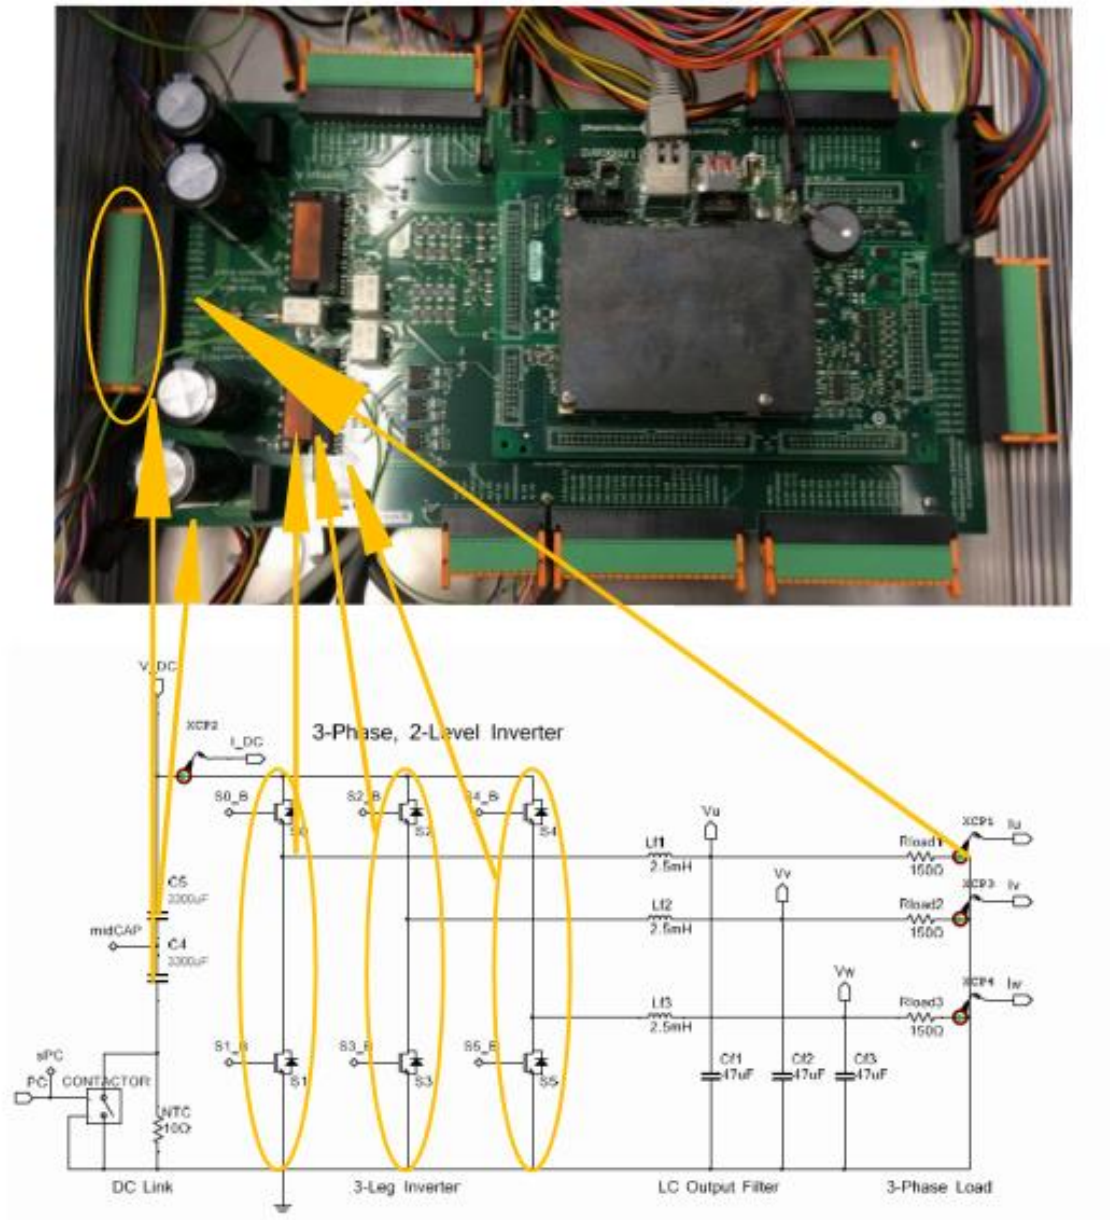 V_DC
XCP2
I_DC
3-Phase, 2-Level Inverter
S0_B
S2_B
S4_B
S0
S2
S4
Vu
Vv
Vw
Lf1
2.5mH
Lf2
2.5mH
Lf3
2.5mH
Rload1
150Ω
XCP1
Iu
Rload2
150Ω
XCP3
Iv
Rload3
150Ω
XCP4
Iw
C5
3300uF
midCAP
C4
3300uF
S1_B
S3_B
S5_B
S1
S3
S5
Cf1
.47uF
Cf2
.47uF
Cf3
.47uF
sPC
PC
CONTACTOR
NTC
10Ω
DC Link
3-Leg Inverter
LC Output Filter
3-Phase Load